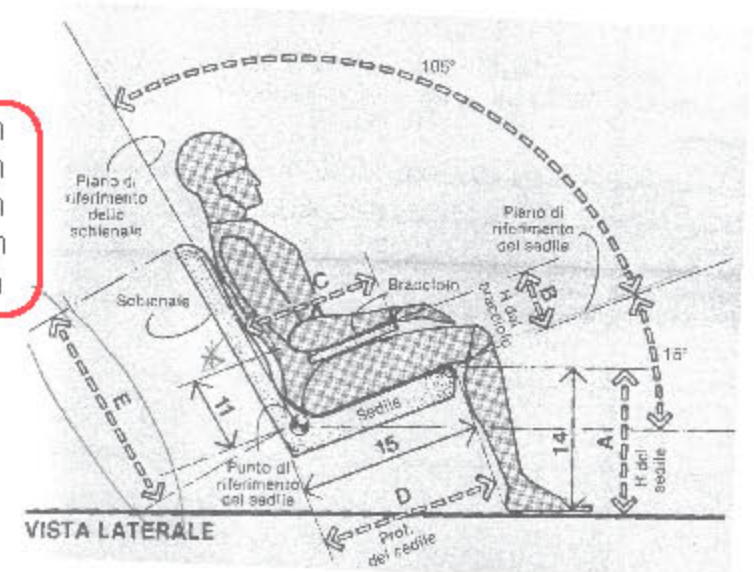 105°
Piano di
riferimento
dello
schienale
Piano di
riferimento
del sedile
Schienale
C
Bracciolo
B
H del
bracciolo
15°
E
11
Sedile
15
14
A
H del
sedile
Punto di
riferimento
del sedile
D
Prof.
del sedile
VISTA LATERALE